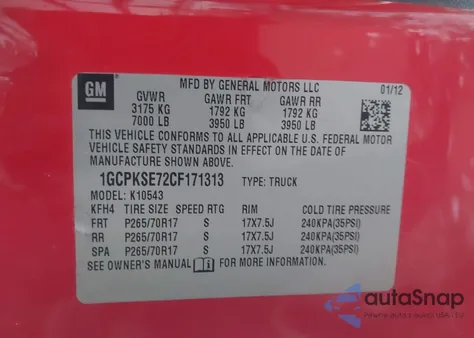 GM
MFD BY GENERAL MOTORS LLC
01/12
GVWR GAWR FRT GAWR RR
3175 KG 1792 KG 1792 KG
7000 LB 3950 LB 3950 LB
THIS VEHICLE CONFORMS TO ALL APPLICABLE U.S. FEDERAL MOTOR
VEHICLE SAFETY STANDARDS IN EFFECT ON THE DATE OF
MANUFACTURE SHOWN ABOVE.
1GCPKSE72CF171313 TYPE: TRUCK
MODEL: K10543
KFH4 TIRE SIZE SPEED RTG RIM COLD TIRE PRESSURE
FRT P265/70R17 S 17X7.5J 240KPA(35PSI)
RR P265/70R17 S 17X7.5J 240KPA(35PSI)
SPA P265/70R17 S 17X7.5J 240KPA(35PSI)
SEE OWNER'S MANUAL i FOR MORE INFORMATION.
autoSnap